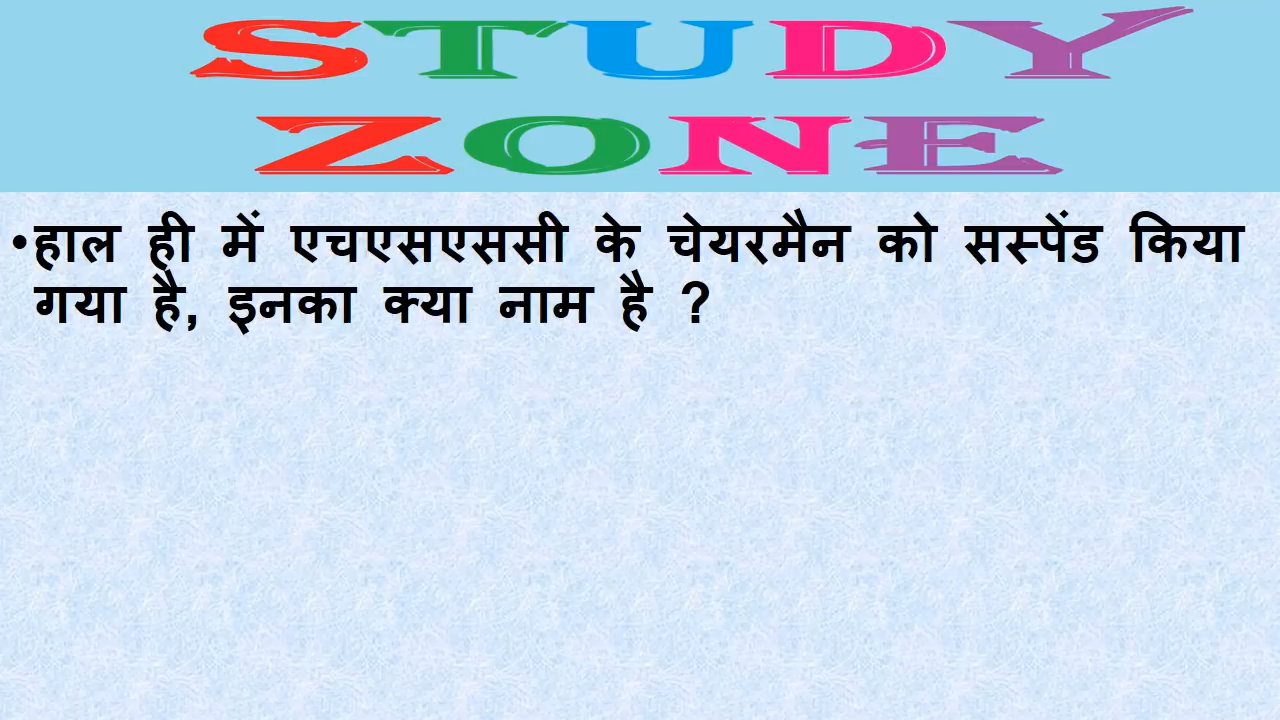 STUDY
ZONE
•हाल ही में एचएसएससी के चेयरमैन को सस्पेंड किया
गया है, इनका क्या नाम है ?